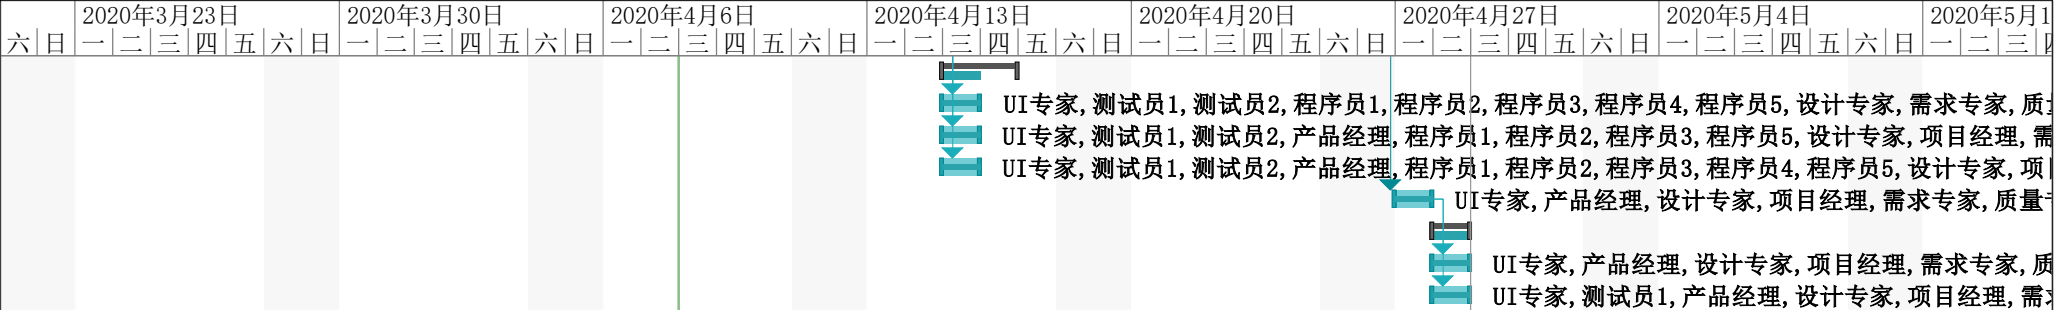 2020年3月23日 2020年3月30日 2020年4月6日 2020年4月13日 2020年4月20日 2020年4月27日 2020年5月4日 2020年5月1
六 日 一 二 三 四 五 六 日 一 二 三 四 五 六 日 一 二 三 四 五 六 日 一 二 三 四 五 六 日 一 二 三 四 五 六 日 一 二 三 四 五 六 日 一 二 三 四 五 六 日 一 二 三
UI专家,测试员1,测试员2,程序员1,程序员2,程序员3,程序员4,程序员5,设计专家,需求专家,质
UI专家,测试员1,测试员2,产品经理,程序员1,程序员2,程序员3,程序员5,设计专家,项目经理,需
UI专家,测试员1,测试员2,产品经理,程序员1,程序员2,程序员3,程序员4,程序员5,设计专家,项
UI专家,产品经理,设计专家,项目经理,需求专家,质量
UI专家,产品经理,设计专家,项目经理,需求专家,质
UI专家,测试员1,产品经理,设计专家,项目经理,需